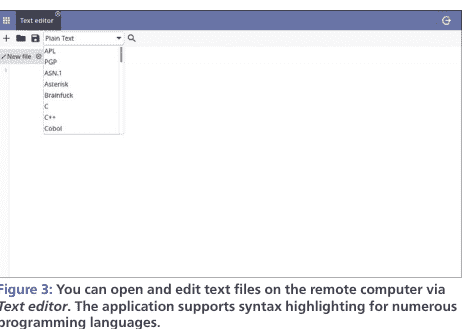 Text editor
Plain Text
New file
1
APL
PGP
ASN.1
Asterisk
Brainfuck
C
C++
Cobol
Figure 3: You can open and edit text files on the remote computer via
Text editor. The application supports syntax highlighting for numerous
programming languages.